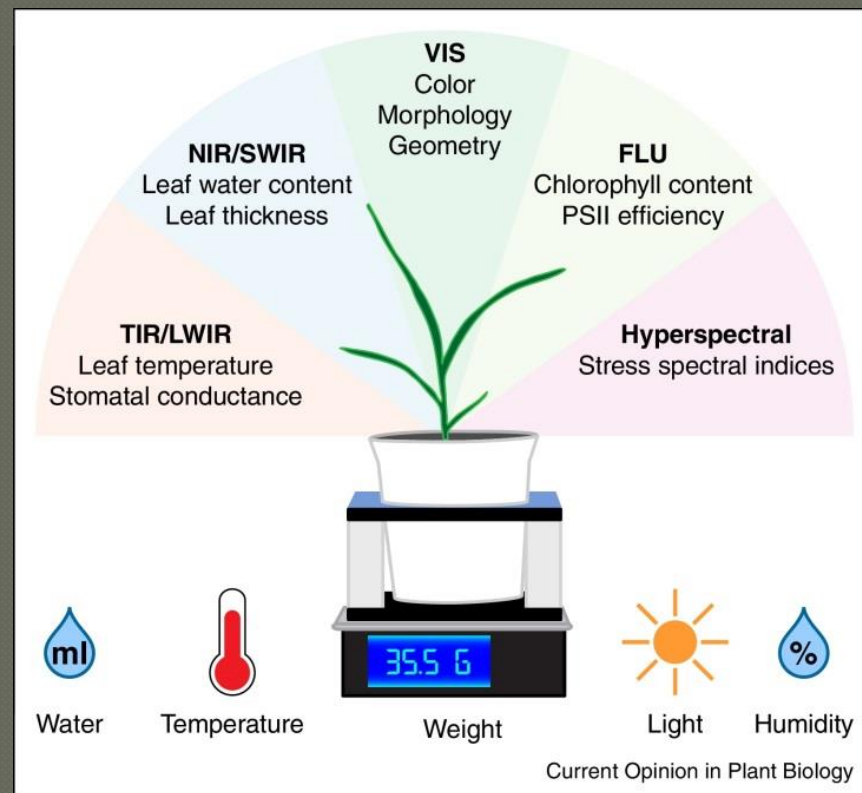 VIS
Color
Morphology
Geometry
NIR/SWIR
Leaf water content
Leaf thickness
FLU
Chlorophyll content
PSII efficiency
TIR/LWIR
Leaf temperature
Stomatal conductance
Hyperspectral
Stress spectral indices
35.5 G
ml
%
Water
Temperature
Weight
Light
Humidity
Current Opinion in Plant Biology